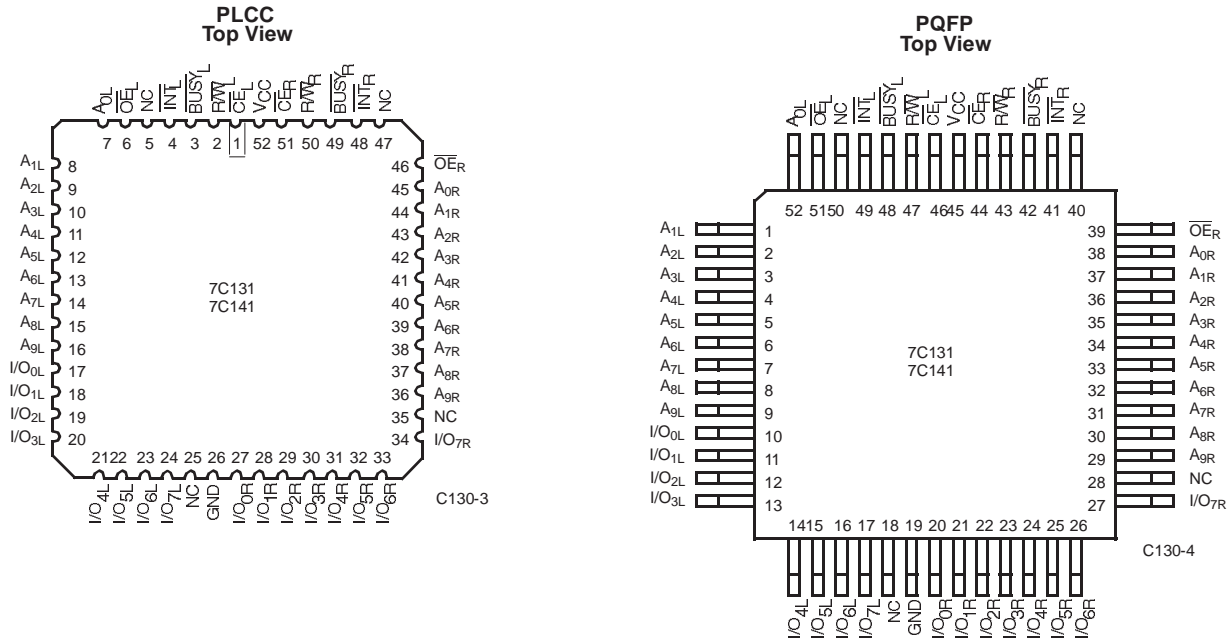 PLCC
Top View
A0L OEL NC INTL BUSYL R/WL CEL VCC CER R/WR BUSYR INTR NC
7 6 5 4 3 2 1 52 51 50 49 48 47
A1L 8 46 OER
A2L 9 45 A0R
A3L 10 44 A1R
A4L 11 43 A2R
A5L 12 42 A3R
A6L 13 41 A4R
A7L 14 40 A5R
A8L 15 39 A6R
A9L 16 38 A7R
I/O0L 17 37 A8R
I/O1L 18 36 A9R
I/O2L 19 35 NC
I/O3L 20 34 I/O7R
7C131
7C141
21 22 23 24 25 26 27 28 29 30 31 32 33
I/O4L I/O5L I/O6L I/O7L NC GND I/O0R I/O1R I/O2R I/O3R I/O4R I/O5R I/O6R
C130-3
PQFP
Top View
A0L OEL NC INTL BUSYL R/WL CEL VCC CER R/WR BUSYR INTR NC
52 51 50 49 48 47 46 45 44 43 42 41 40
A1L 1 39 OER
A2L 2 38 A0R
A3L 3 37 A1R
A4L 4 36 A2R
A5L 5 35 A3R
A6L 6 34 A4R
A7L 7 33 A5R
A8L 8 32 A6R
A9L 9 31 A7R
I/O0L 10 30 A8R
I/O1L 11 29 A9R
I/O2L 12 28 NC
I/O3L 13 27 I/O7R
7C131
7C141
14 15 16 17 18 19 20 21 22 23 24 25 26
I/O4L I/O5L I/O6L I/O7L NC GND I/O0R I/O1R I/O2R I/O3R I/O4R I/O5R I/O6R
C130-4